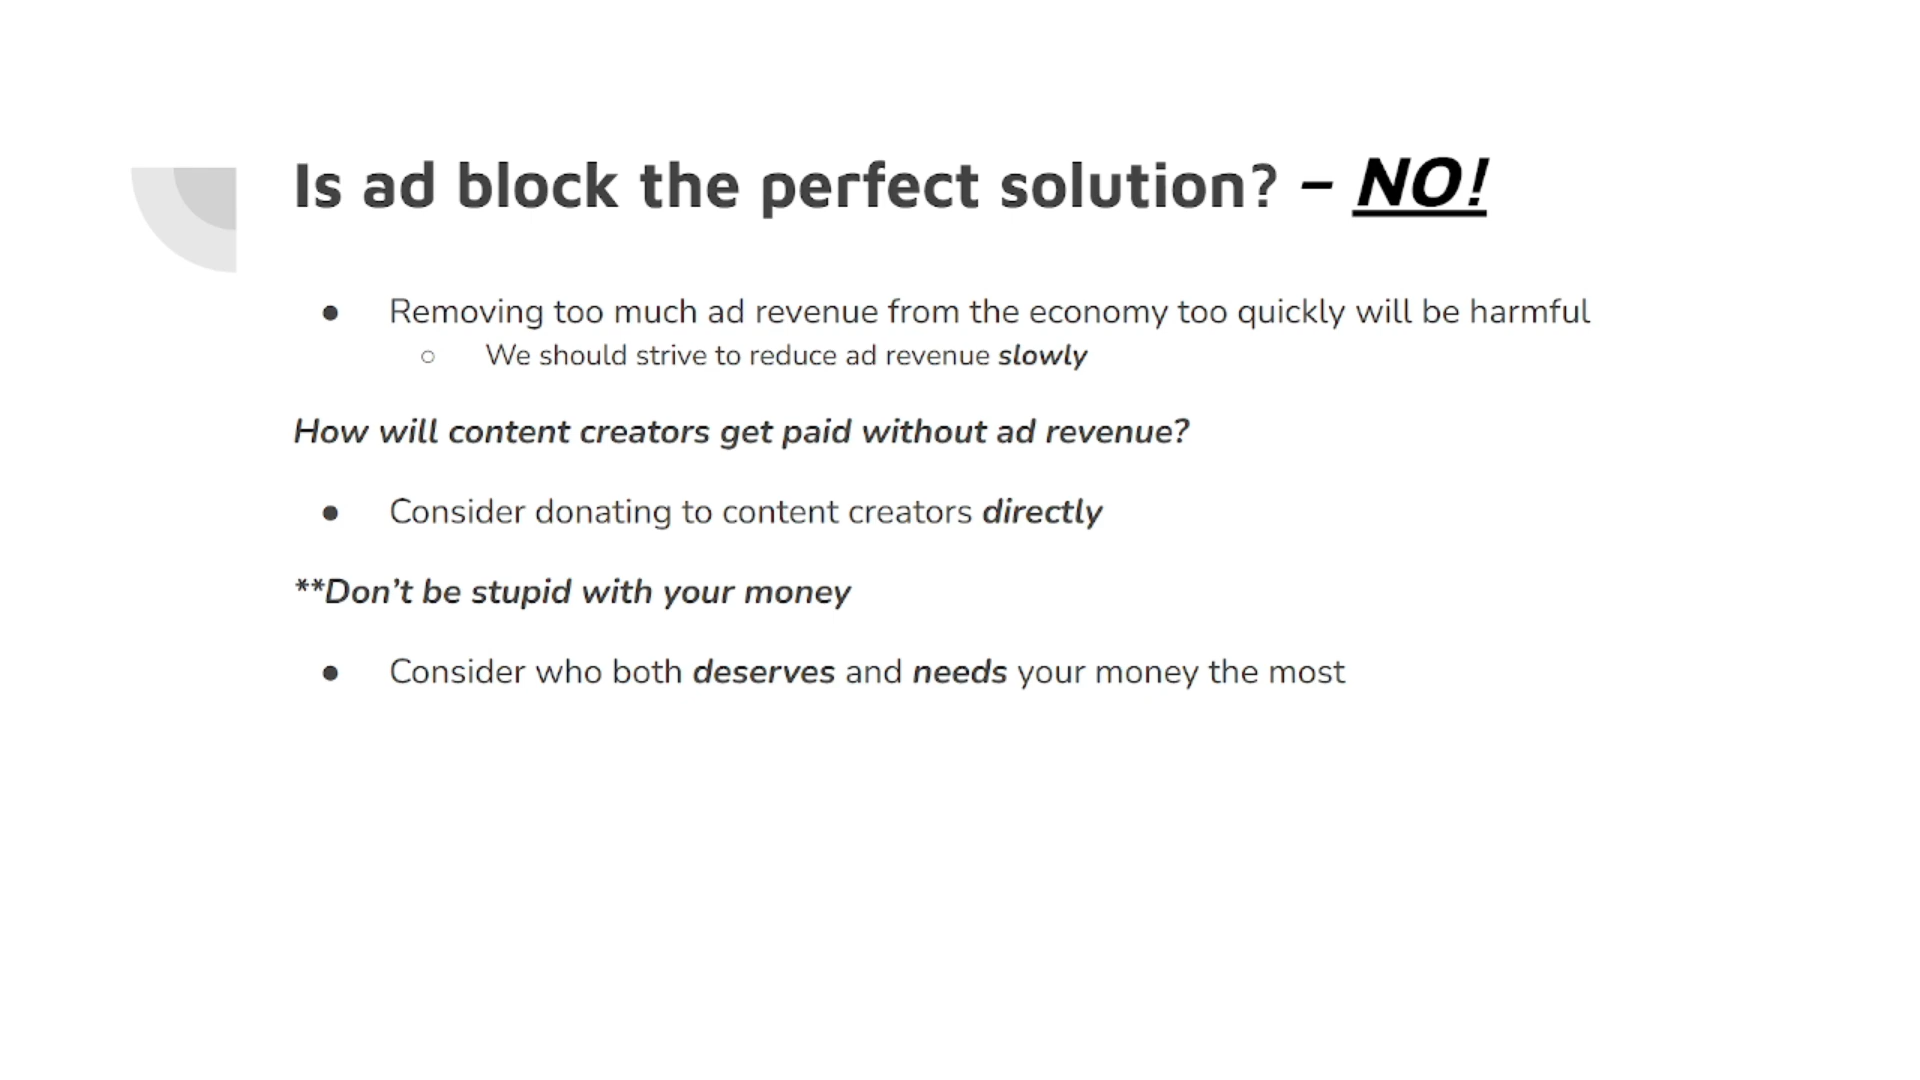 Is ad block the perfect solution? – NO!
● Removing too much ad revenue from the economy too quickly will be harmful
○ We should strive to reduce ad revenue slowly
How will content creators get paid without ad revenue?
● Consider donating to content creators directly
**Don’t be stupid with your money
● Consider who both deserves and needs your money the most